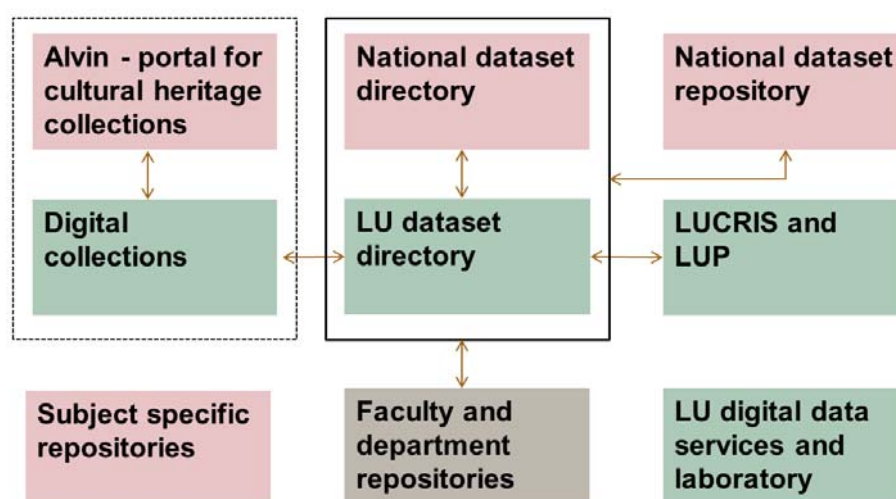 Alvin - portal for
cultural heritage
collections
National dataset
directory
National dataset
repository
Digital
collections
LU dataset
directory
LUCRIS and
LUP
Subject specific
repositories
Faculty and
department
repositories
LU digital data
services and
laboratory